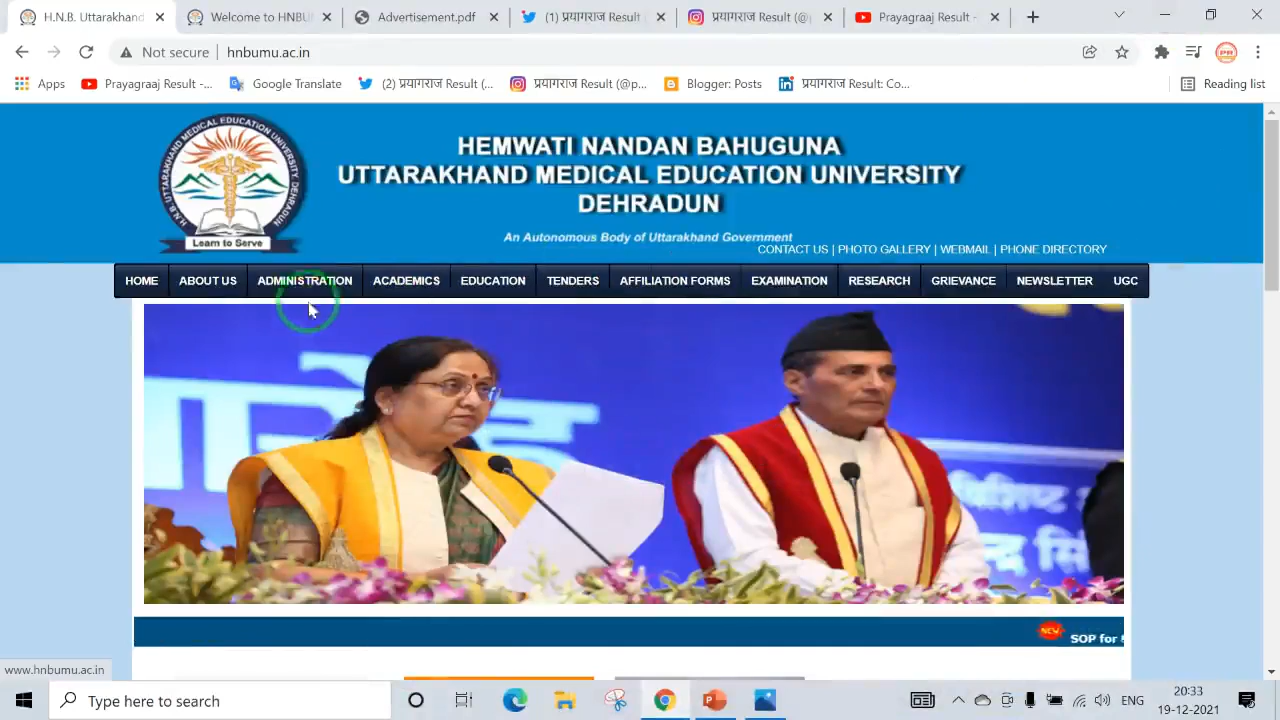 H.N.B. Uttarakhand
Welcome to HNBU
Advertisement.pdf
(1) प्रयागराज Result
प्रयागराज Result (@
Prayagraaj Result -
Not secure
hnbumu.ac.in
Apps
Prayagraaj Result -...
Google Translate
(2) प्रयागराज Result (...
प्रयागराज Result (@p...
Blogger: Posts
प्रयागराज Result: Co...
Reading list
H.N.B. UTTARAKHAND MEDICAL EDUCATION UNIVERSITY, DEHRADUN
Learn to Serve
HEMWATI NANDAN BAHUGUNA
UTTARAKHAND MEDICAL EDUCATION UNIVERSITY
DEHRADUN
An Autonomous Body of Uttarakhand Government
CONTACT US | PHOTO GALLERY | WEBMAIL | PHONE DIRECTORY
HOME ABOUT US ADMINISTRATION ACADEMICS EDUCATION TENDERS AFFILIATION FORMS EXAMINATION RESEARCH GRIEVANCE NEWSLETTER UGC
NEW
SOP for
www.hnbumu.ac.in
Type here to search
ENG
20:33
19-12-2021